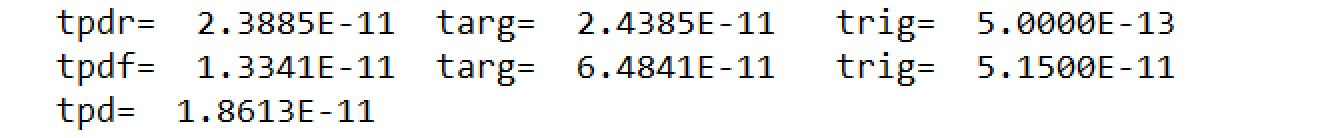 tpdr=  2.3885E-11  targ=  2.4385E-11   trig=  5.0000E-13
tpdf=  1.3341E-11  targ=  6.4841E-11   trig=  5.1500E-11
tpd=  1.8613E-11